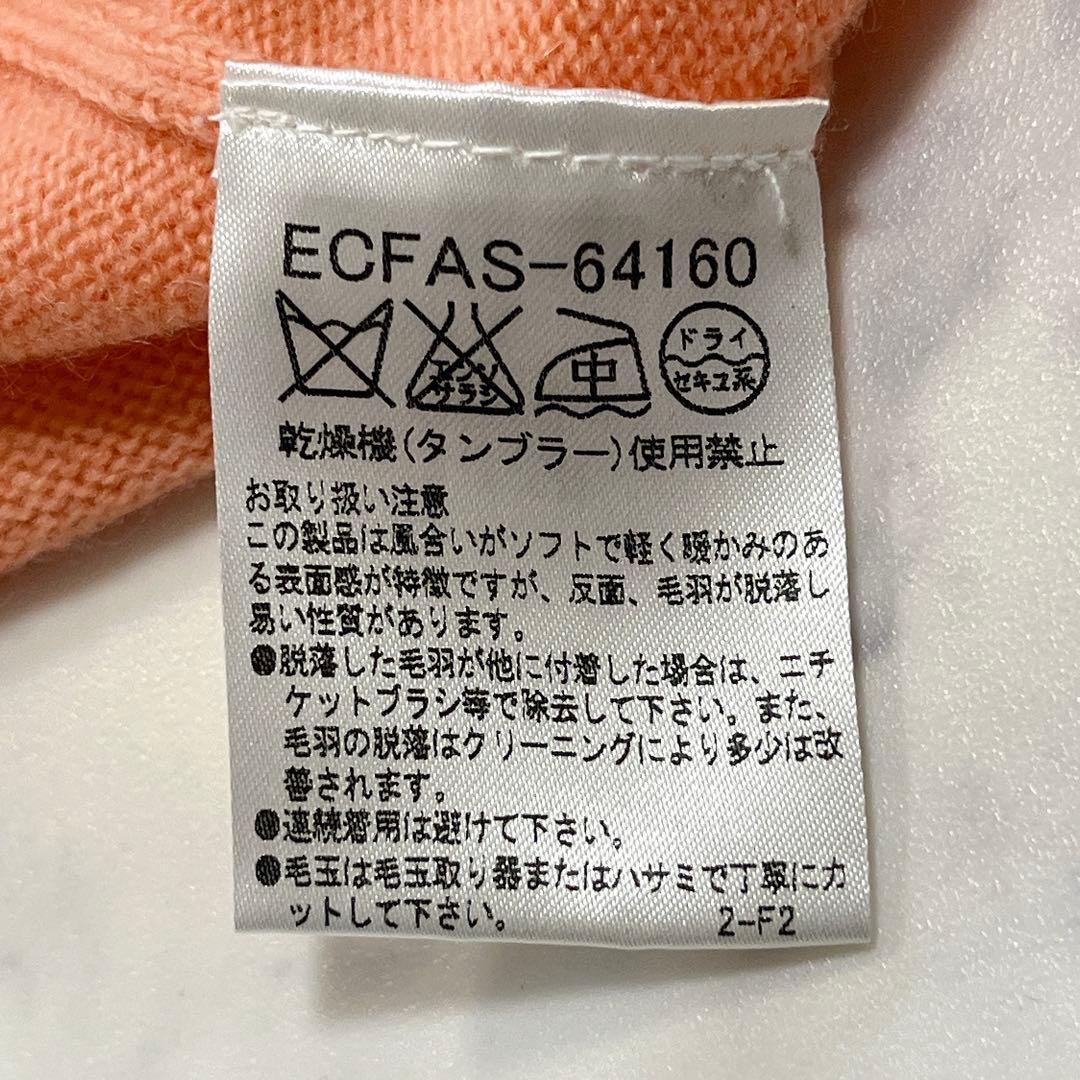 ECFAS-64160
エンソ
サラシ
中
ドライ
セキユ系
乾燥機(タンブラー)使用禁止
お取り扱い注意
この製品は風合いがソフトで軽く暖かみのあ
る表面感が特徴ですが、反面、毛羽が脱落し
易い性質があります。
●脱落した毛羽が他に付着した場合は、ニチ
ケットブラシ等で除去して下さい。また、
毛羽の脱落はクリーニングにより多少は改
善されます。
●連続着用は避けて下さい。
●毛玉は毛玉取り器またはハサミで丁寧にカ
ットして下さい。
2-F2